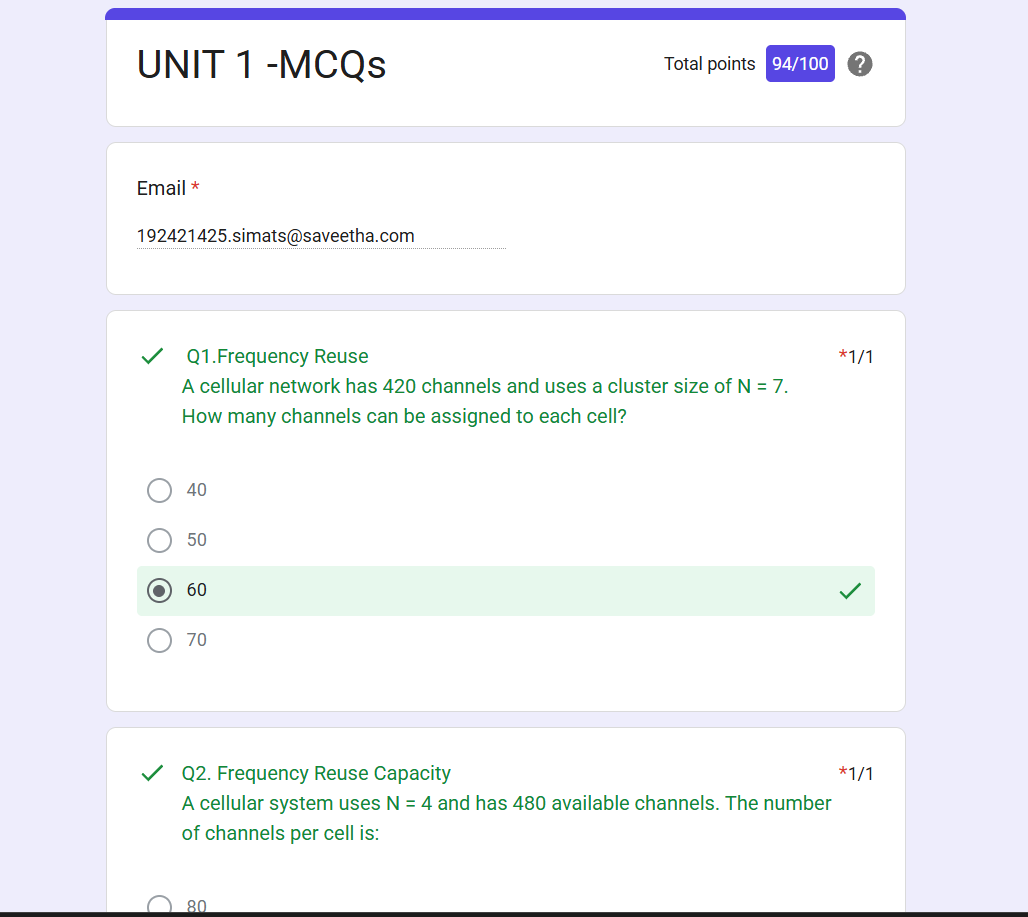 UNIT 1 -MCQs
Total points 94/100
Email *
192421425.simats@saveetha.com
Q1.Frequency Reuse *1/1
A cellular network has 420 channels and uses a cluster size of N = 7.
How many channels can be assigned to each cell?
40
50
60
70
Q2. Frequency Reuse Capacity *1/1
A cellular system uses N = 4 and has 480 available channels. The number
of channels per cell is:
80